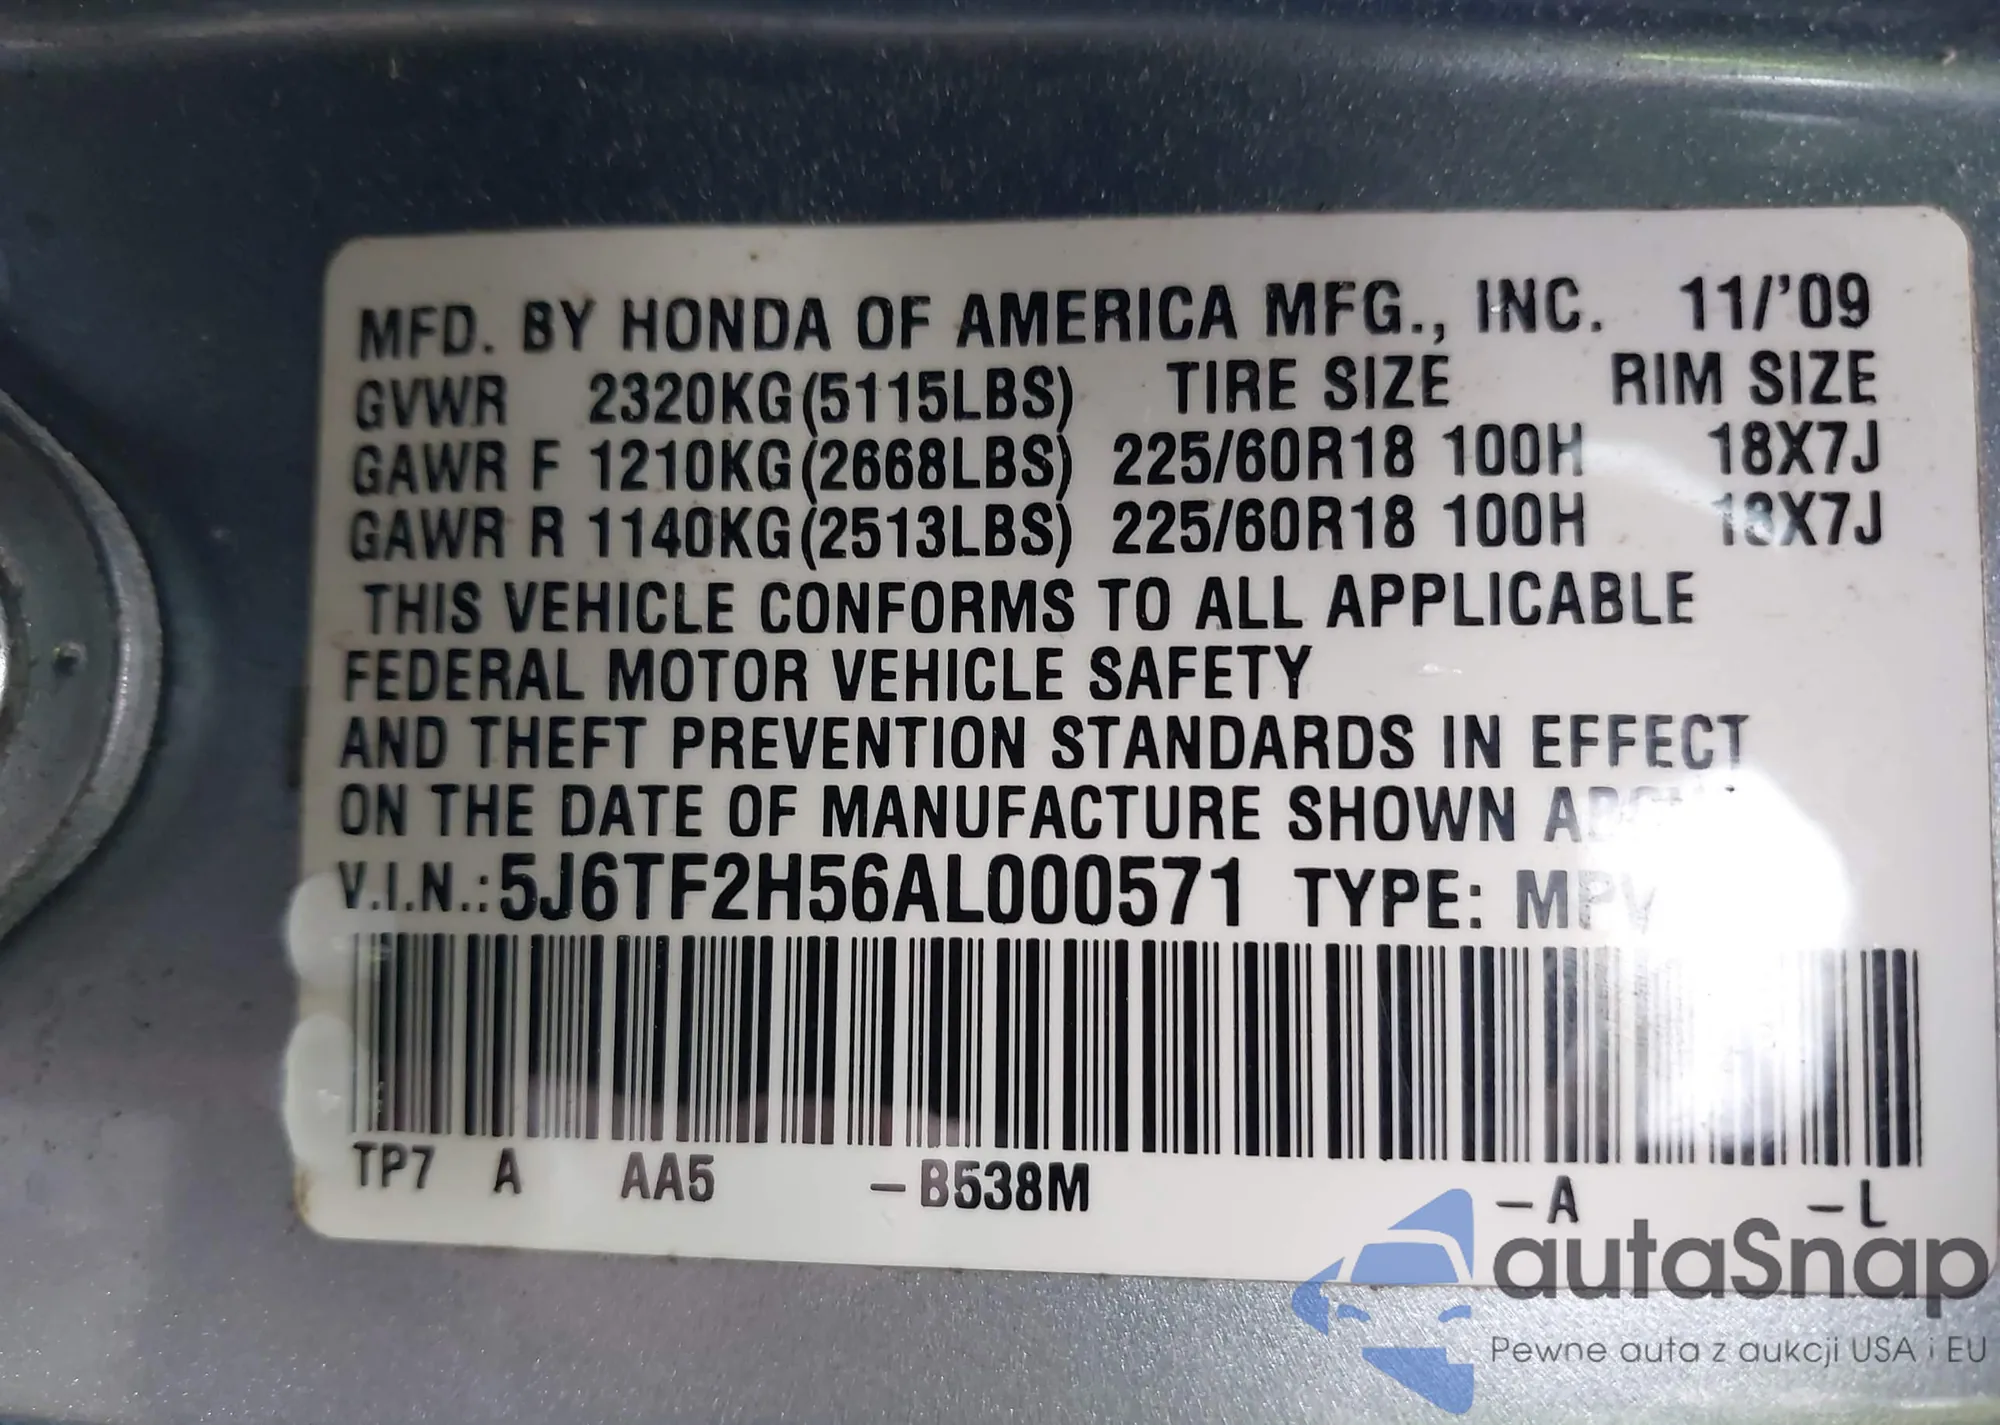 MFD. BY HONDA OF AMERICA MFG., INC. 11/'09
GVWR 2320KG(5115LBS) TIRE SIZE RIM SIZE
GAWR F 1210KG(2668LBS) 225/60R18 100H 18X7J
GAWR R 1140KG(2513LBS) 225/60R18 100H 18X7J
THIS VEHICLE CONFORMS TO ALL APPLICABLE
FEDERAL MOTOR VEHICLE SAFETY
AND THEFT PREVENTION STANDARDS IN EFFECT
ON THE DATE OF MANUFACTURE SHOWN
V.I.N.: 5J6TF2H56AL000571 TYPE: MPV
TP7 A AA5 -B538M -A -L
autaSnap
Pewne auta z aukcji USA i EU